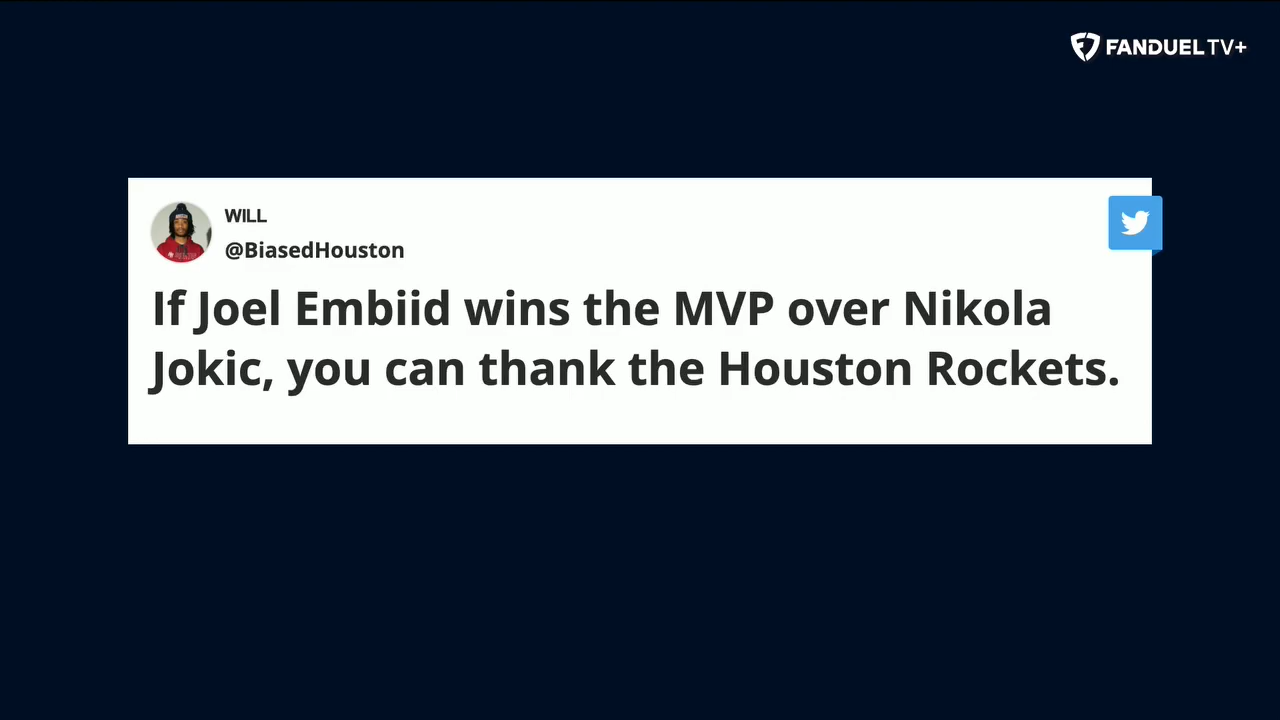 FANDUEL TV+
WILL
@BiasedHouston
If Joel Embiid wins the MVP over Nikola
Jokic, you can thank the Houston Rockets.